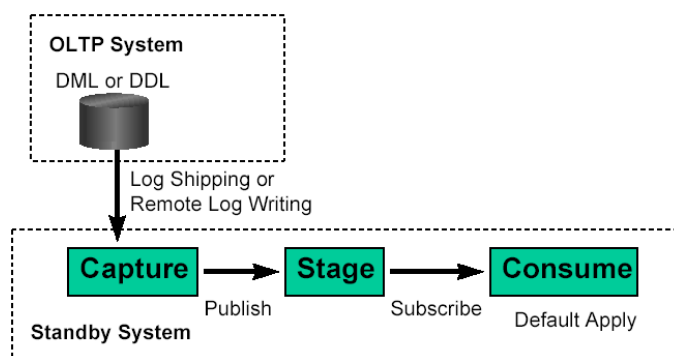 OLTP System
DML or DDL
Log Shipping or
Remote Log Writing
Capture
Stage
Consume
Publish
Subscribe
Default Apply
Standby System